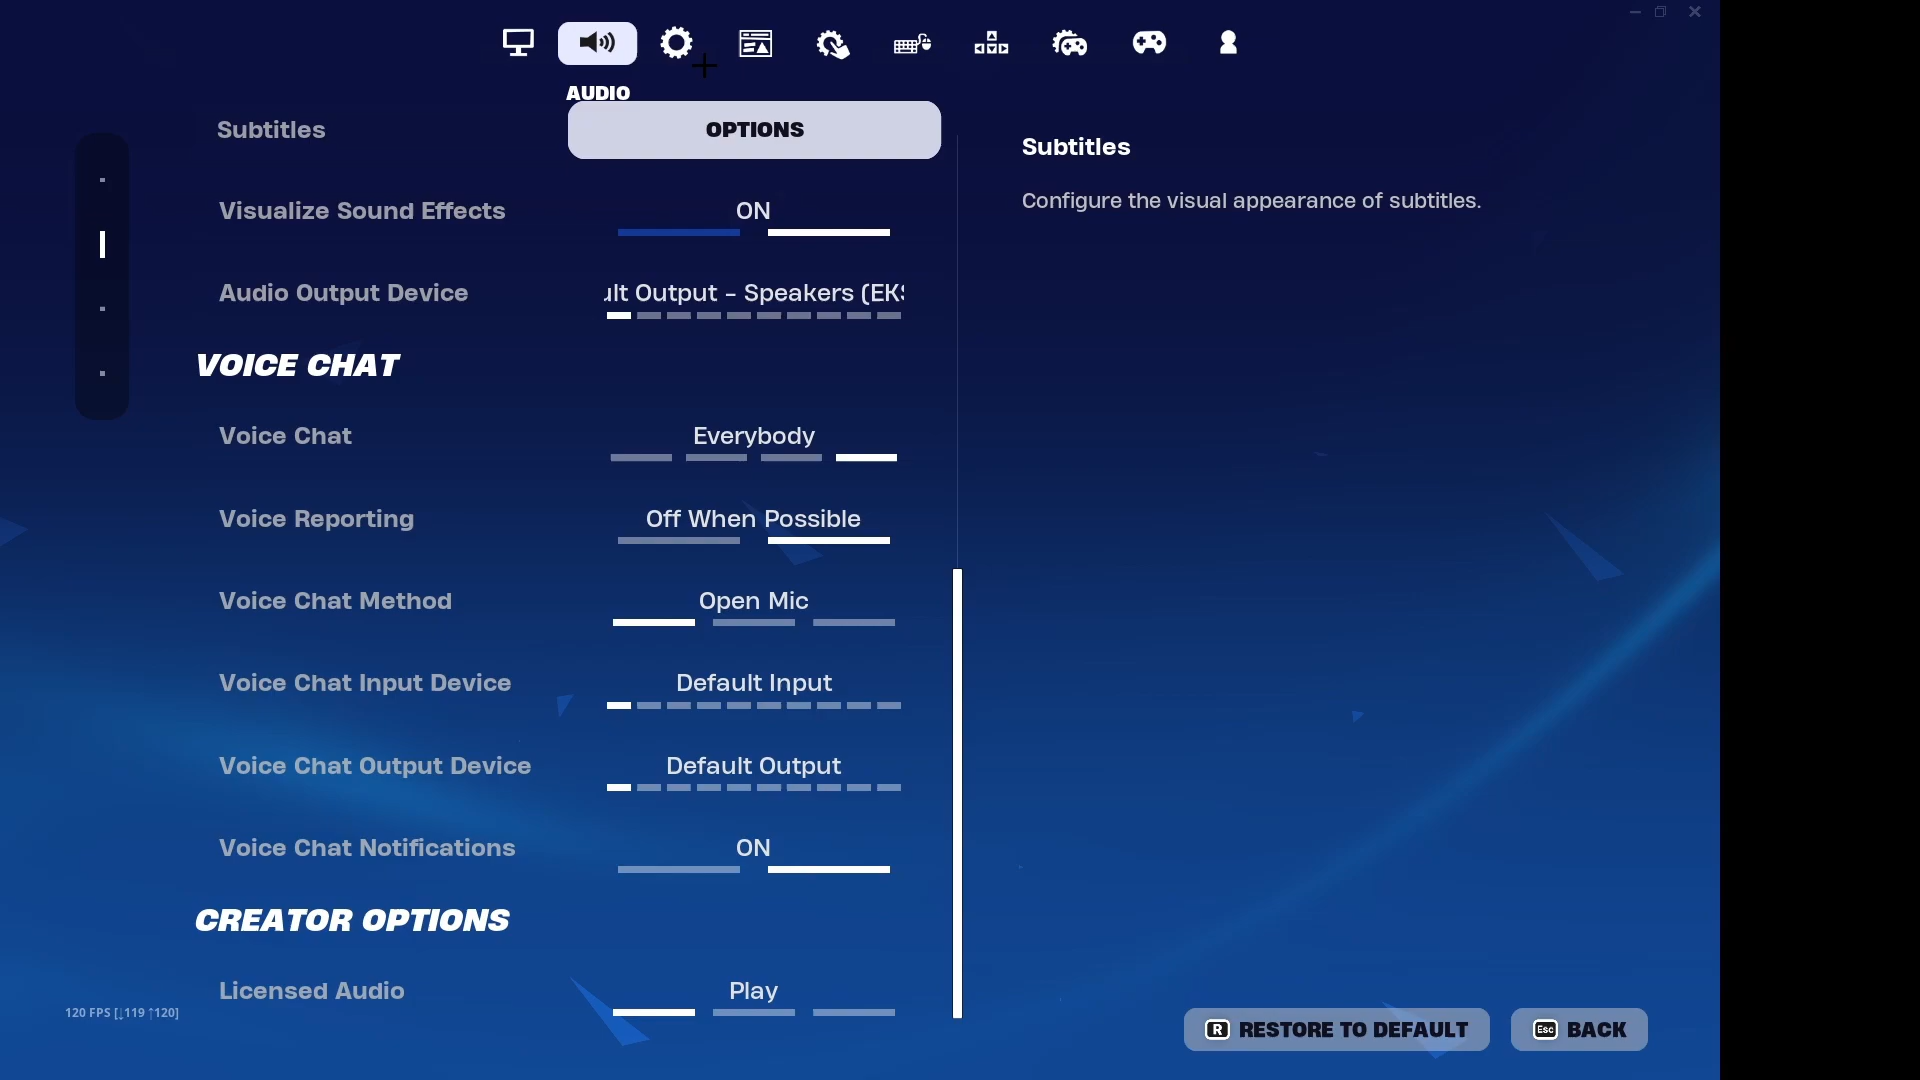 AUDIO
Subtitles
OPTIONS
Subtitles
Configure the visual appearance of subtitles.
Visualize Sound Effects
ON
Audio Output Device
ult Output - Speakers (EKS
VOICE CHAT
Voice Chat
Everybody
Voice Reporting
Off When Possible
Voice Chat Method
Open Mic
Voice Chat Input Device
Default Input
Voice Chat Output Device
Default Output
Voice Chat Notifications
ON
CREATOR OPTIONS
Licensed Audio
Play
120 FPS [↓119 ↑120]
R RESTORE TO DEFAULT
Esc BACK